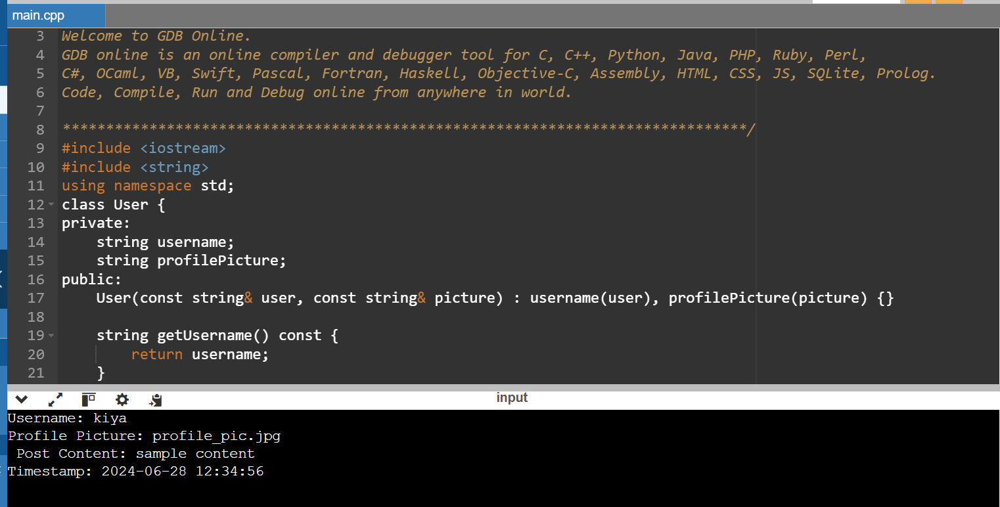 main.cpp
3 Welcome to GDB Online.
4 GDB online is an online compiler and debugger tool for C, C++, Python, Java, PHP, Ruby, Perl,
5 C#, OCaml, VB, Swift, Pascal, Fortran, Haskell, Objective-C, Assembly, HTML, CSS, JS, SQLite, Prolog.
6 Code, Compile, Run and Debug online from anywhere in world.
7
8 *******************************************************************************/
9 #include <iostream>
10 #include <string>
11 using namespace std;
12 class User {
13 private:
14     string username;
15     string profilePicture;
16 public:
17     User(const string& user, const string& picture) : username(user), profilePicture(picture) {}
18
19     string getUsername() const {
20         return username;
21     }
input
Username: kiya
Profile Picture: profile_pic.jpg
 Post Content: sample content
Timestamp: 2024-06-28 12:34:56